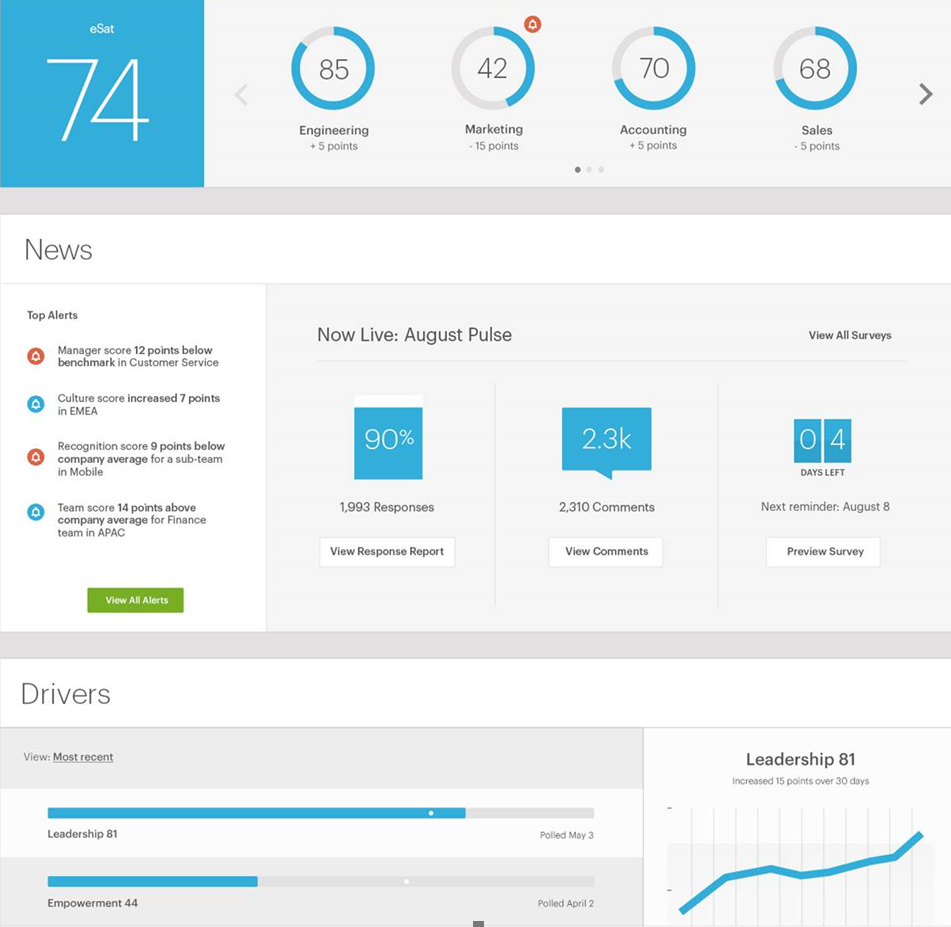 eSat
74
85
42
70
68
Engineering
Marketing
Accounting
Sales
+ 5 points
- 15 points
+ 5 points
- 5 points
News
Top Alerts
Manager score 12 points below
benchmark in Customer Service
Culture score increased 7 points
in EMEA
Recognition score 9 points below
company average for a sub-team
in Mobile
Team score 14 points above
company average for Finance
team in APAC
View All Alerts
Now Live: August Pulse
View All Surveys
90%
1,993 Responses
View Response Report
2.3k
2,310 Comments
View Comments
04
DAYS LEFT
Next reminder: August 8
Preview Survey
Drivers
View: Most recent
Leadership 81
Polled May 3
Empowerment 44
Polled April 2
Leadership 81
Increased 15 points over 30 days